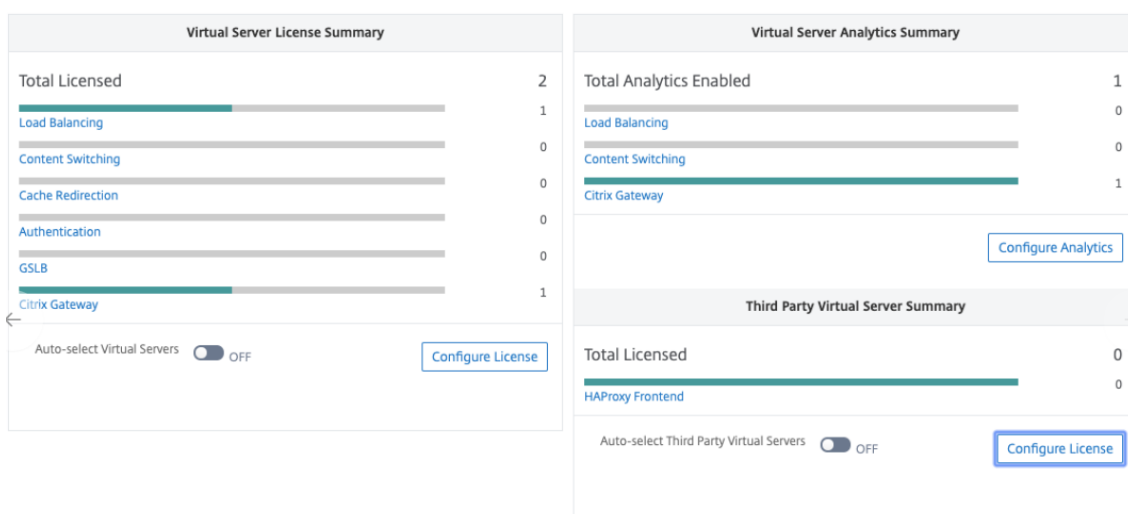 Virtual Server License Summary
Total Licensed 2
1
Load Balancing
0
Content Switching
0
Cache Redirection
0
Authentication
0
GSLB
1
Citrix Gateway
Auto-select Virtual Servers OFF
Configure License
Virtual Server Analytics Summary
Total Analytics Enabled 1
0
Load Balancing
0
Content Switching
1
Citrix Gateway
Configure Analytics
Third Party Virtual Server Summary
Total Licensed 0
0
HAProxy Frontend
Auto-select Third Party Virtual Servers OFF
Configure License